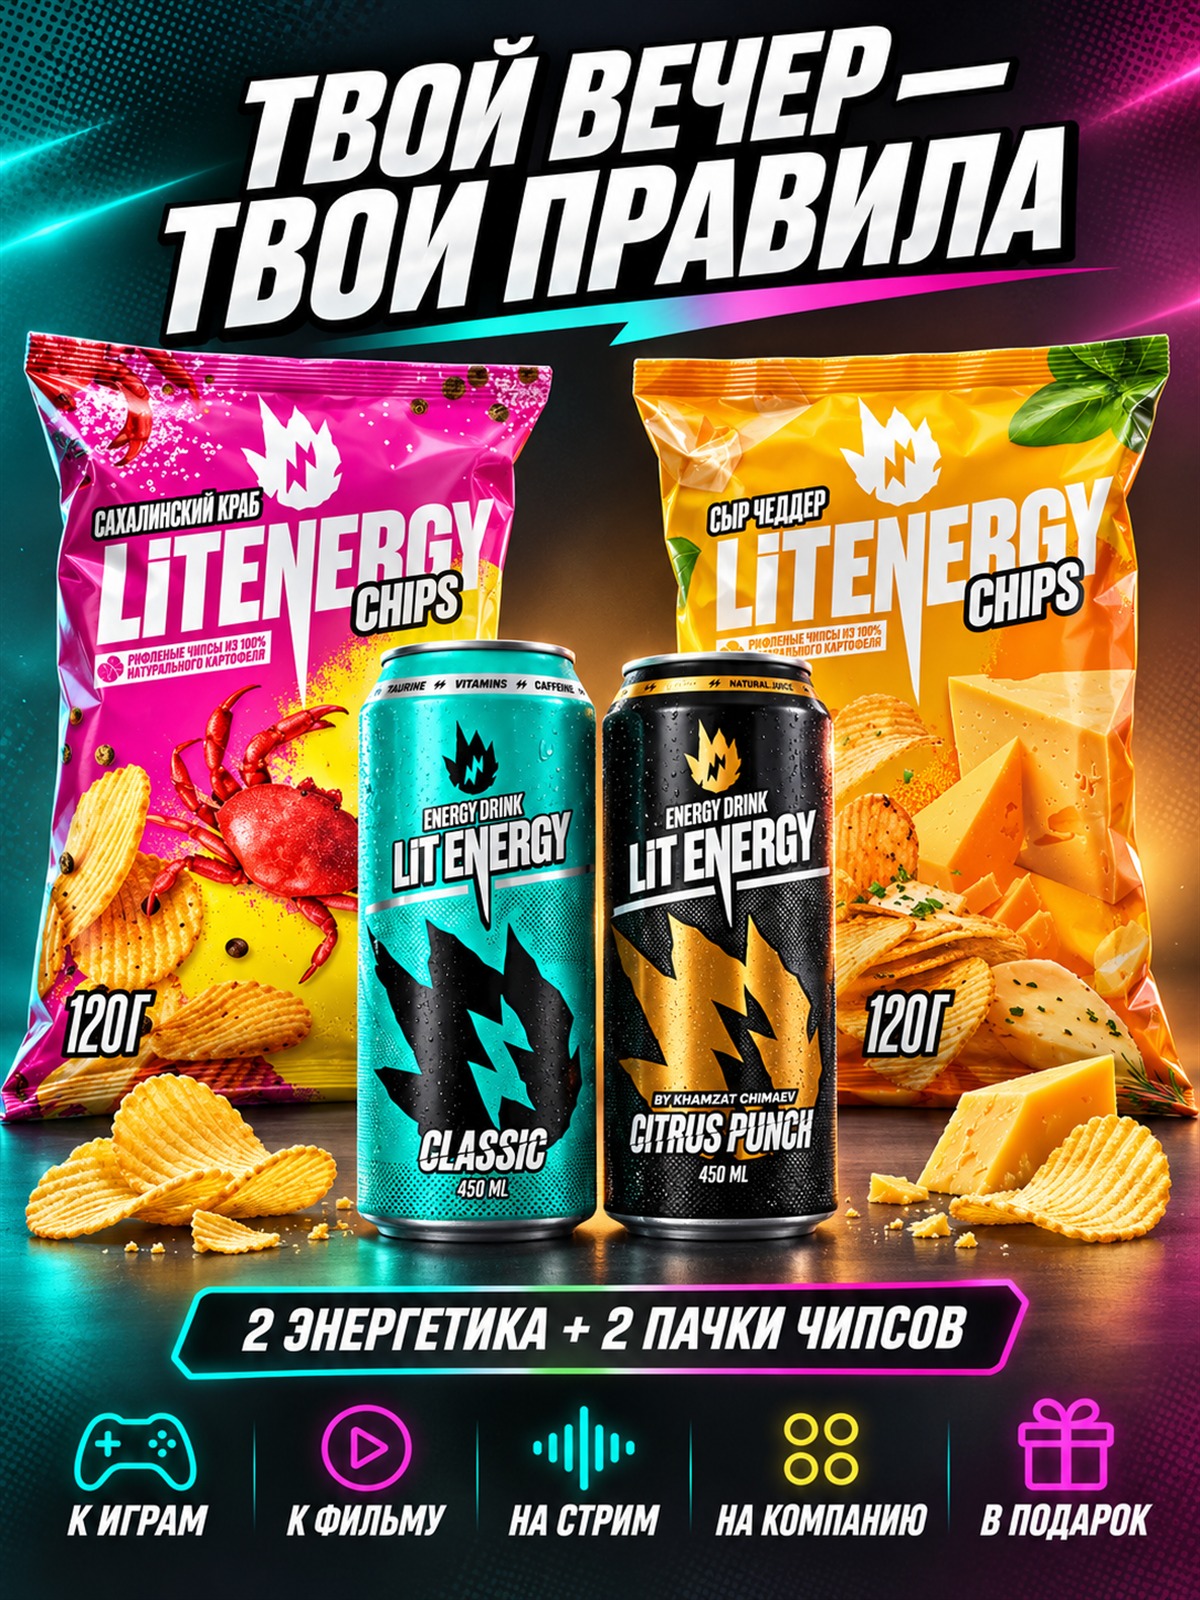 ТВОЙ ВЕЧЕР —
ТВОИ ПРАВИЛА
САХАЛИНСКИЙ КРАБ
LITENERGY
CHIPS
РИФЛЕНЫЕ ЧИПСЫ ИЗ 100%
НАТУРАЛЬНОГО КАРТОФЕЛЯ
120Г
СЫР ЧЕДДЕР
LITENERGY
CHIPS
РИФЛЕНЫЕ ЧИПСЫ ИЗ 100%
НАТУРАЛЬНОГО КАРТОФЕЛЯ
120Г
TAURINE VITAMINS CAFFEINE
ENERGY DRINK
LIT ENERGY
CLASSIC
450 ML
NATURAL JUICE
ENERGY DRINK
LIT ENERGY
BY KHAMZAT CHIMAEV
CITRUS PUNCH
450 ML
2 ЭНЕРГЕТИКА + 2 ПАЧКИ ЧИПСОВ
К ИГРАМ
К ФИЛЬМУ
НА СТРИМ
НА КОМПАНИЮ
В ПОДАРОК